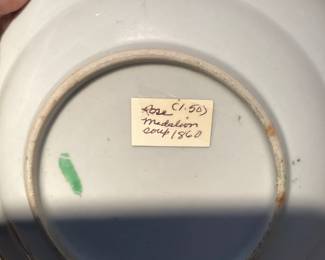 Rose (1.50)
Medalion
soup 1860